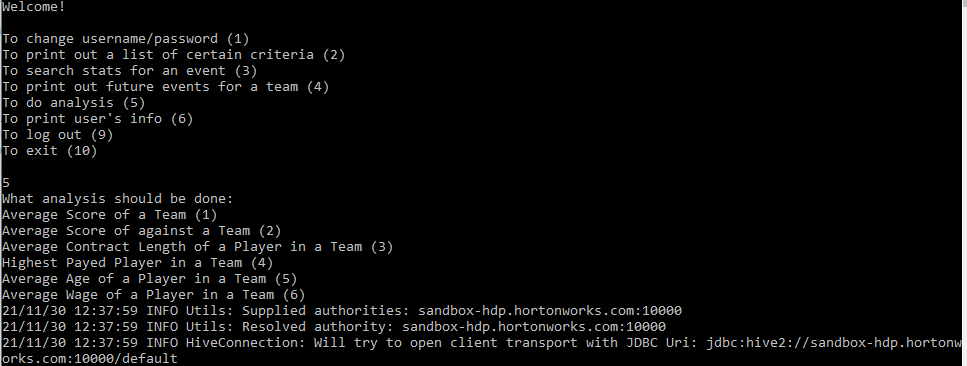 Welcome!
To change username/password (1)
To print out a list of certain criteria (2)
To search stats for an event (3)
To print out future events for a team (4)
To do analysis (5)
To print user's info (6)
To log out (9)
To exit (10)
5
What analysis should be done:
Average Score of a Team (1)
Average Score of against a Team (2)
Average Contract Length of a Player in a Team (3)
Highest Payed Player in a Team (4)
Average Age of a Player in a Team (5)
Average Wage of a Player in a Team (6)
21/11/30 12:37:59 INFO Utils: Supplied authorities: sandbox-hdp.hortonworks.com:10000
21/11/30 12:37:59 INFO Utils: Resolved authority: sandbox-hdp.hortonworks.com:10000
21/11/30 12:37:59 INFO HiveConnection: Will try to open client transport with JDBC Uri: jdbc:hive2://sandbox-hdp.hortonw
orks.com:10000/default